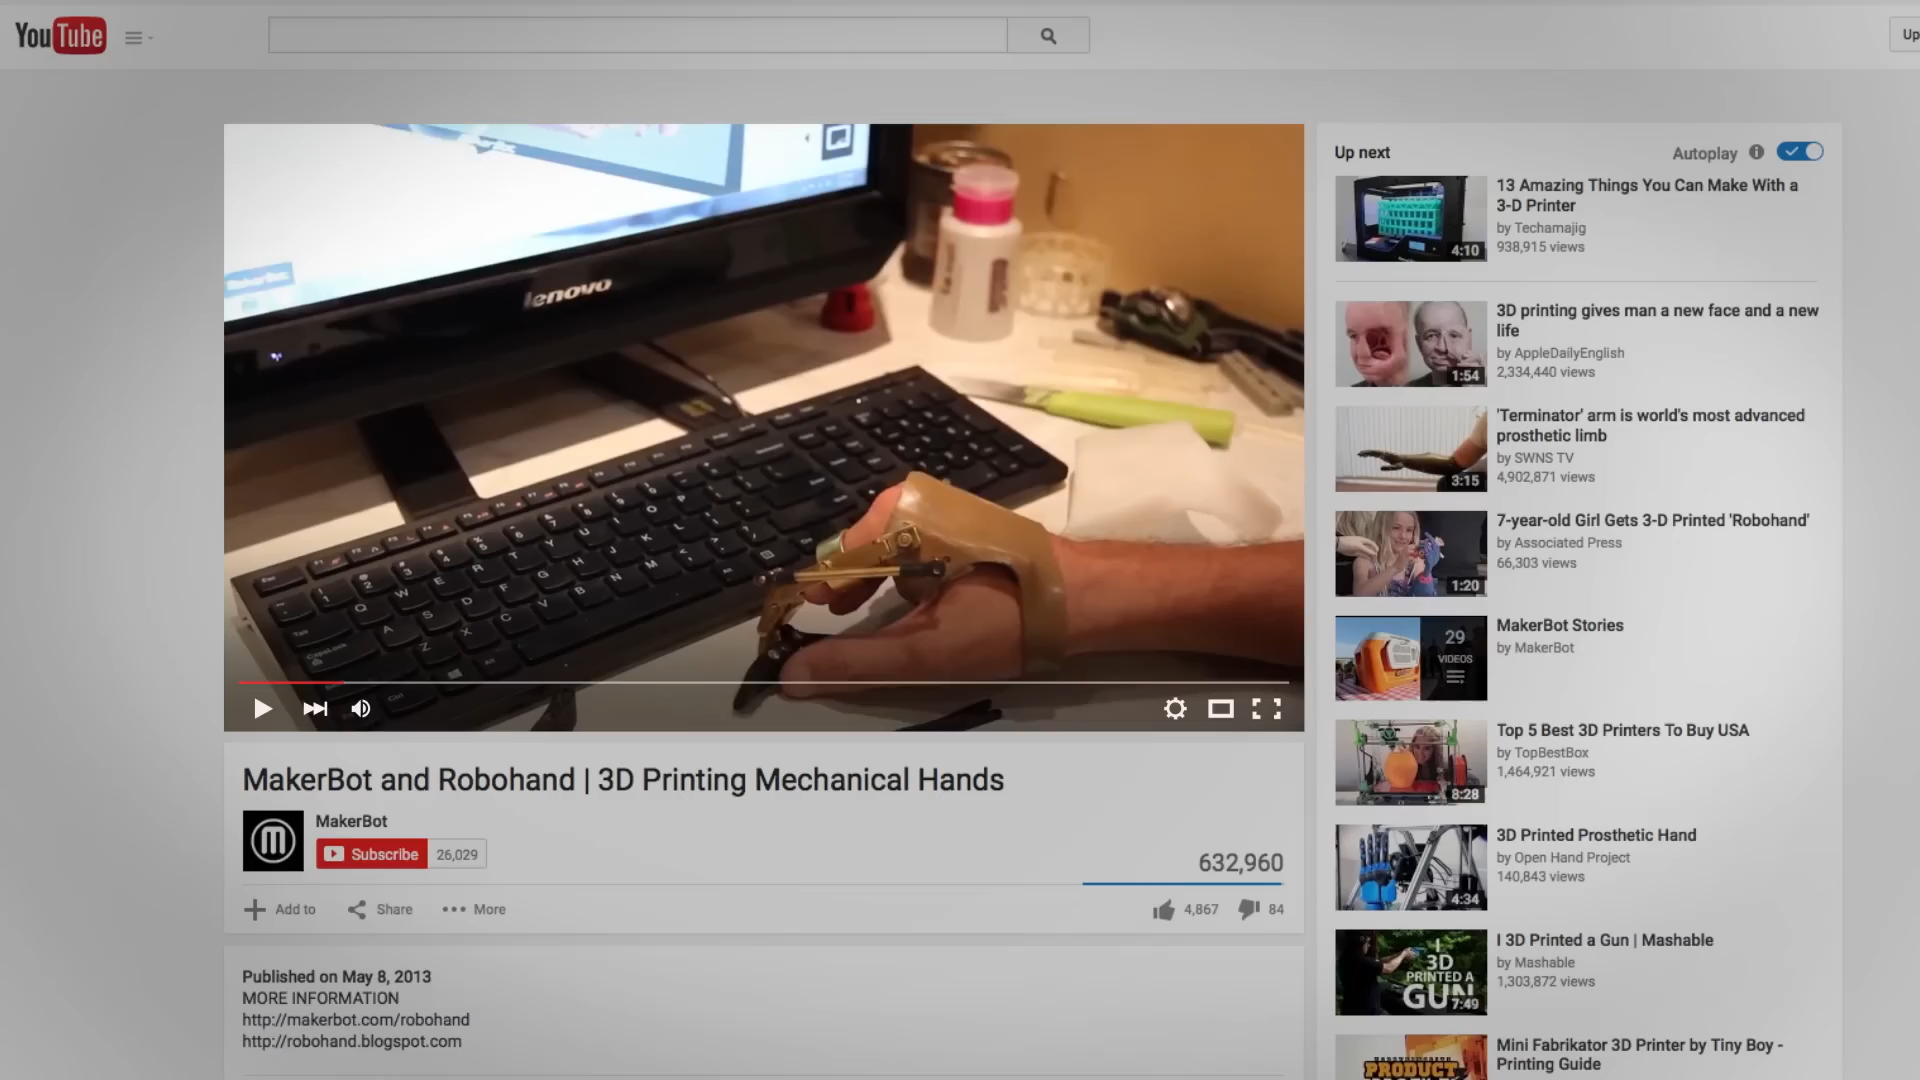 YouTube
Up
lenovo
MakerBot and Robohand | 3D Printing Mechanical Hands
MakerBot
Subscribe 26,029
632,960
Add to Share More
4,867 84
Published on May 8, 2013
MORE INFORMATION
http://makerbot.com/robohand
http://robohand.blogspot.com
Up next
Autoplay
13 Amazing Things You Can Make With a
3-D Printer
by Techamajig
938,915 views
4:10
3D printing gives man a new face and a new
life
by AppleDailyEnglish
2,334,440 views
1:54
'Terminator' arm is world's most advanced
prosthetic limb
by SWNS TV
4,902,871 views
3:15
7-year-old Girl Gets 3-D Printed 'Robohand'
by Associated Press
66,303 views
1:20
MakerBot Stories
by MakerBot
29
VIDEOS
Top 5 Best 3D Printers To Buy USA
by TopBestBox
1,464,921 views
8:28
3D Printed Prosthetic Hand
by Open Hand Project
140,843 views
4:34
I 3D Printed a Gun | Mashable
by Mashable
1,303,872 views
I
3D
PRINTED A
GUN
7:49
Mini Fabrikator 3D Printer by Tiny Boy -
Printing Guide
PRODUCT